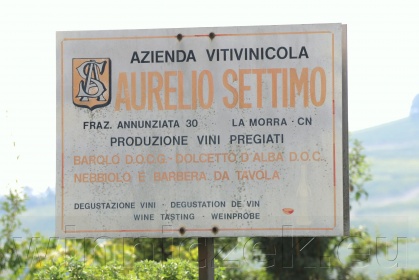 AZIENDA VITIVINICOLA
AURELIO SETTIMO
FRAZ. ANNUNZIATA 30 LA MORRA - CN
PRODUZIONE VINI PREGIATI
BAROLO D.O.C.G - DOLCETTO D'ALBA D.O.C.
NEBBIOLO E BARBERA DA TAVOLA
DEGUSTAZIONE VINI - DEGUSTATION DE VIN
WINE TASTING - WEINPROBE